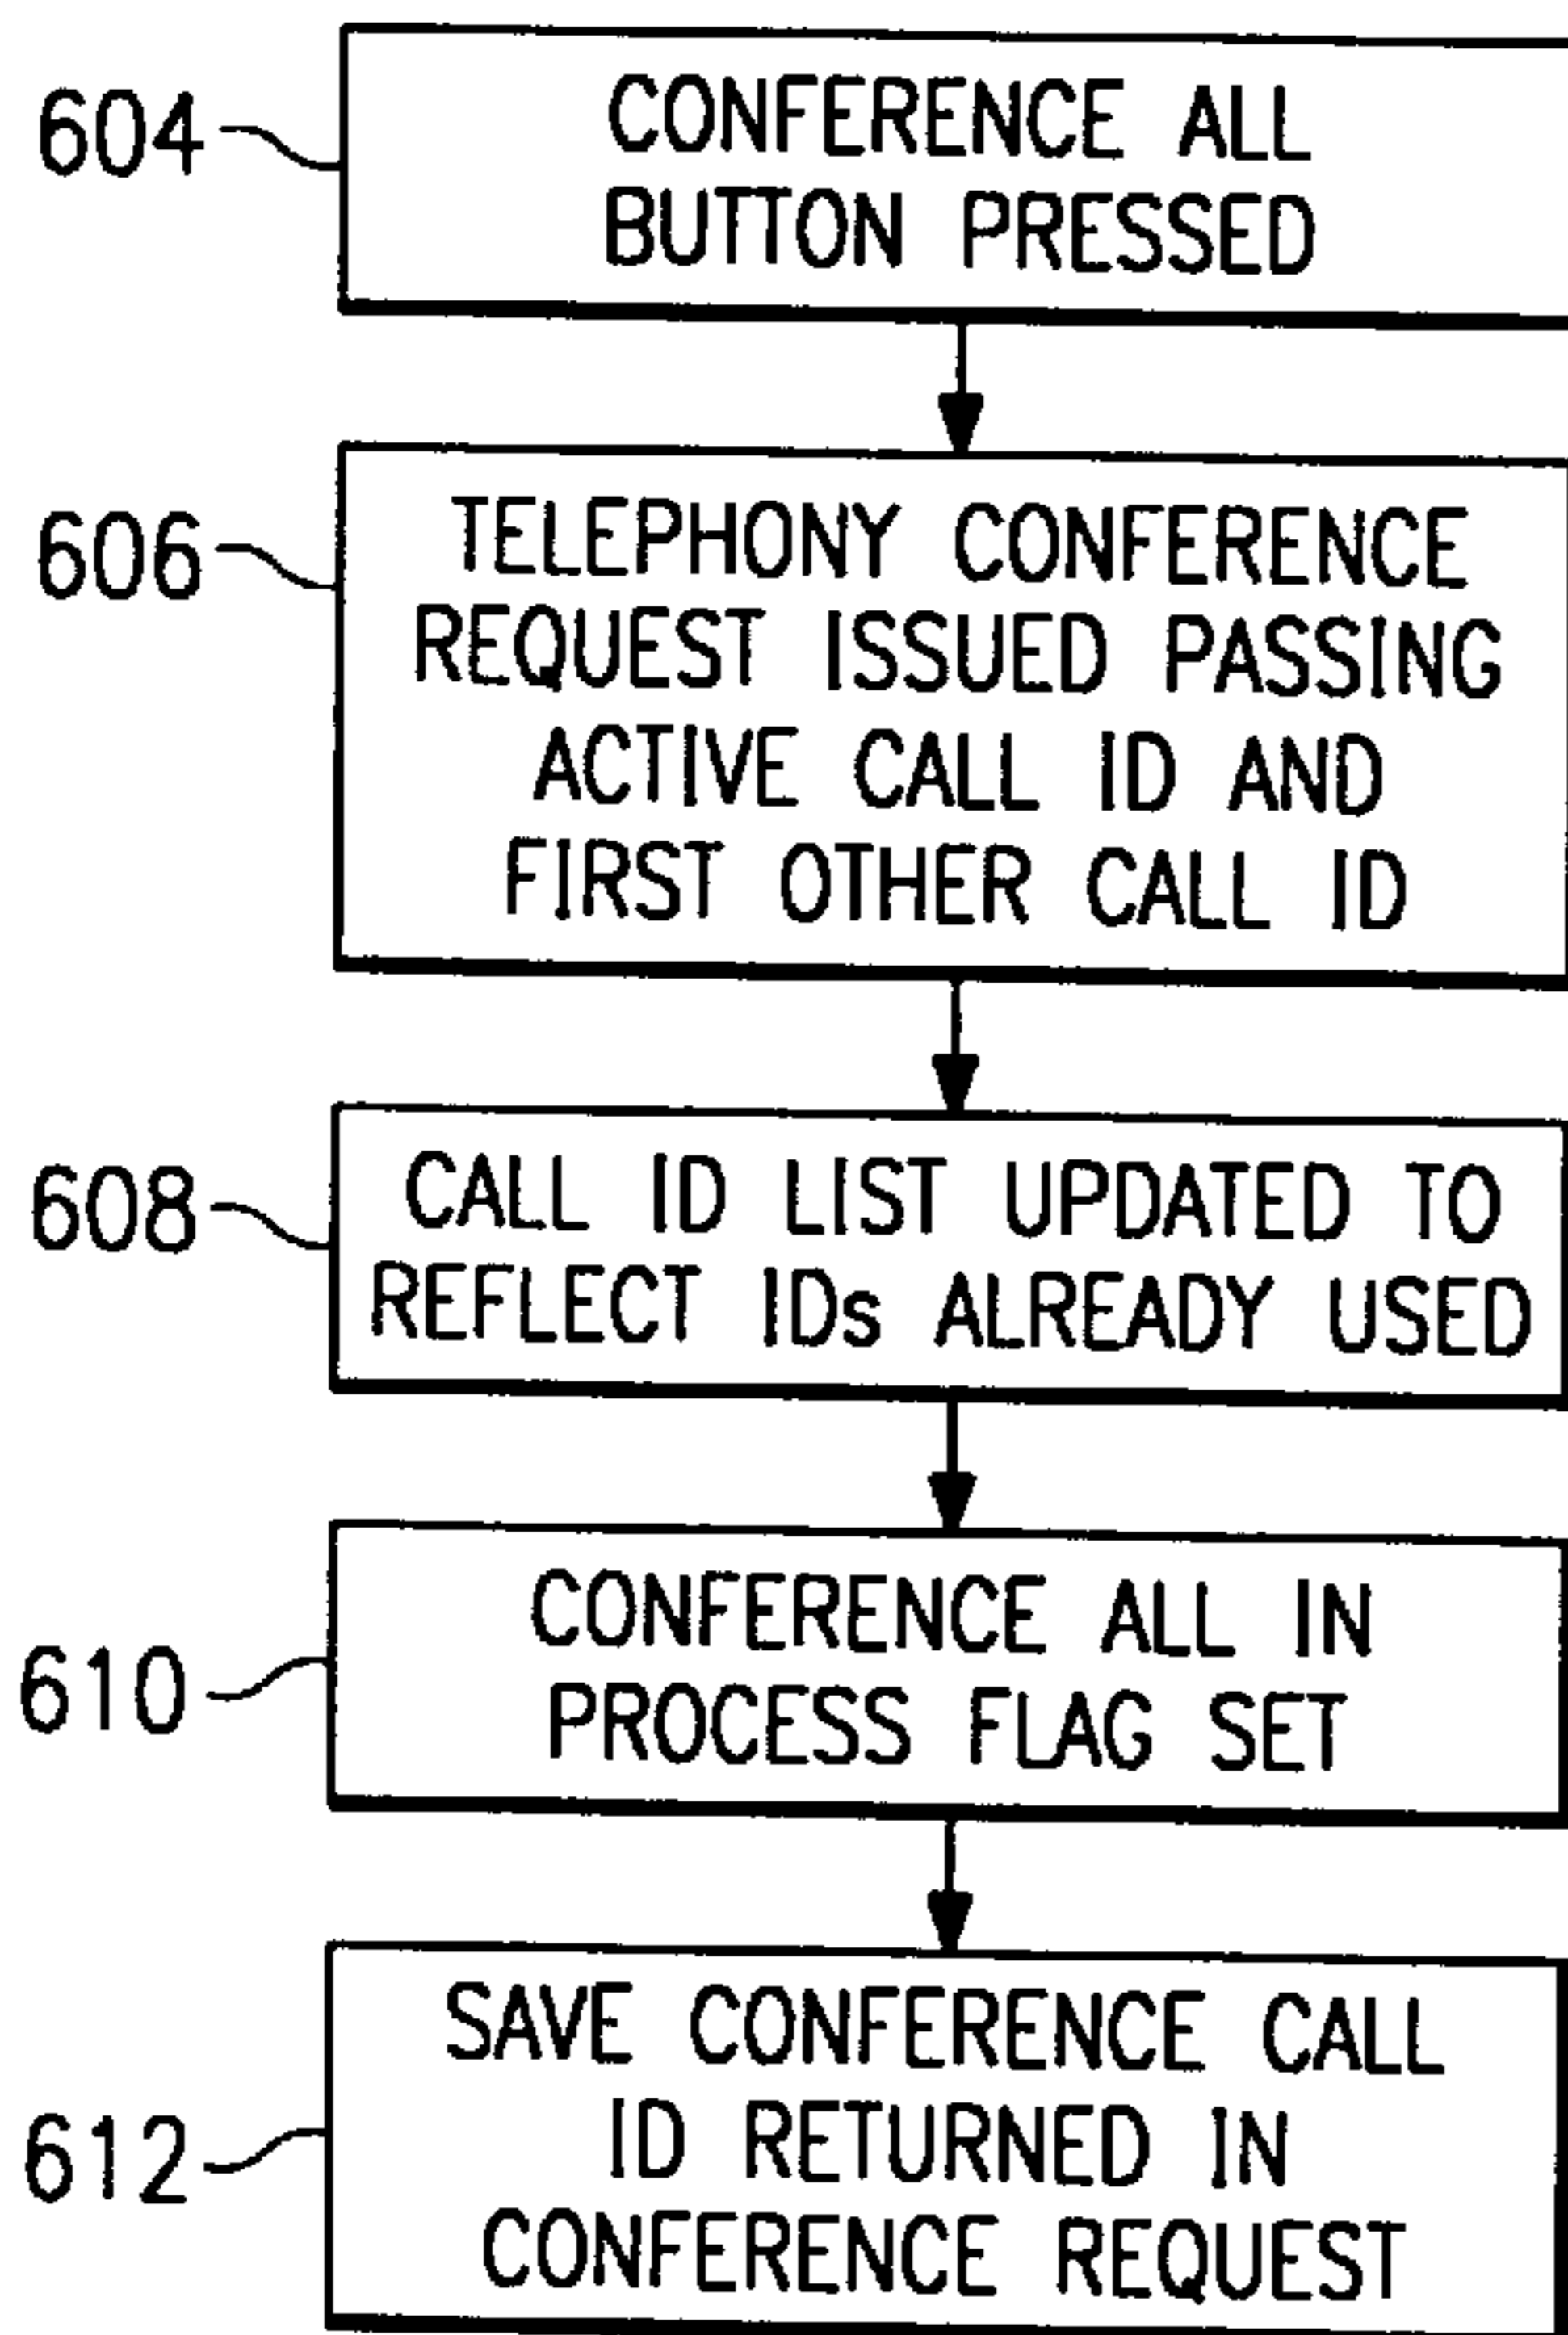 604
CONFERENCE ALL
BUTTON PRESSED
606
TELEPHONY CONFERENCE
REQUEST ISSUED PASSING
ACTIVE CALL ID AND
FIRST OTHER CALL ID
608
CALL ID LIST UPDATED TO
REFLECT IDs ALREADY USED
610
CONFERENCE ALL IN
PROCESS FLAG SET
612
SAVE CONFERENCE CALL
ID RETURNED IN
CONFERENCE REQUEST